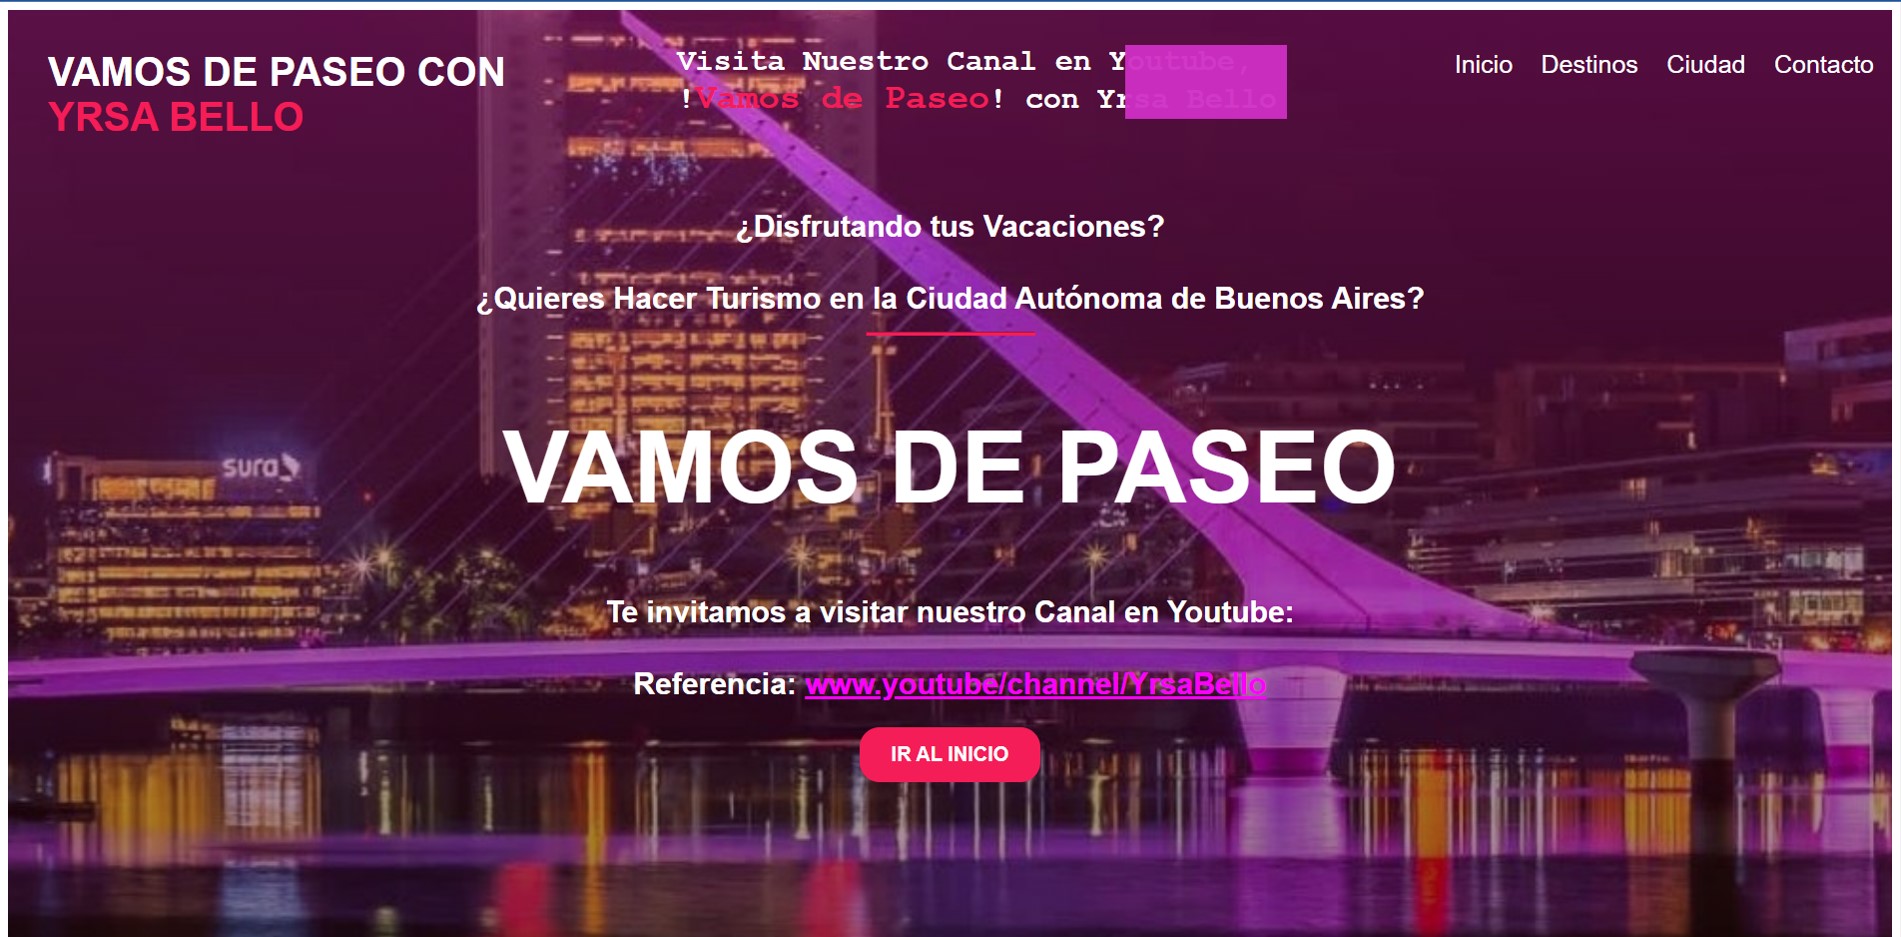 VAMOS DE PASEO CON
YRSA BELLO
Visita Nuestro Canal en Youtube,
!Vamos de Paseo! con Yrsa Bello
Inicio Destinos Ciudad Contacto
¿Disfrutando tus Vacaciones?
¿Quieres Hacer Turismo en la Ciudad Autónoma de Buenos Aires?
sura
VAMOS DE PASEO
Te invitamos a visitar nuestro Canal en Youtube:
Referencia: www.youtube/channel/YrsaBello
IR AL INICIO